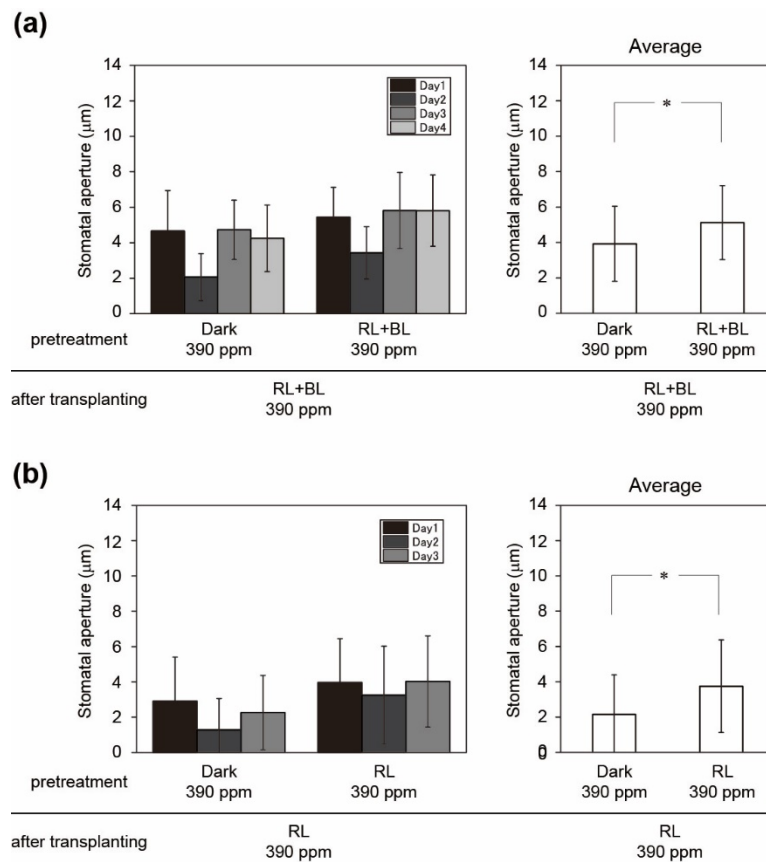 (a)
Average
14
12
10
8
6
4
2
0
Stomatal aperture (μm)
Day1
Day2
Day3
Day4
14
12
10
8
6
4
2
0
Stomatal aperture (μm)
*
pretreatment
Dark
390 ppm
RL+BL
390 ppm
Dark
390 ppm
RL+BL
390 ppm
after transplanting
RL+BL
390 ppm
RL+BL
390 ppm
(b)
Average
14
12
10
8
6
4
2
0
Stomatal aperture (μm)
Day1
Day2
Day3
14
12
10
8
6
4
2
0
0
Stomatal aperture (μm)
*
pretreatment
Dark
390 ppm
RL
390 ppm
Dark
390 ppm
RL
390 ppm
after transplanting
RL
390 ppm
RL
390 ppm